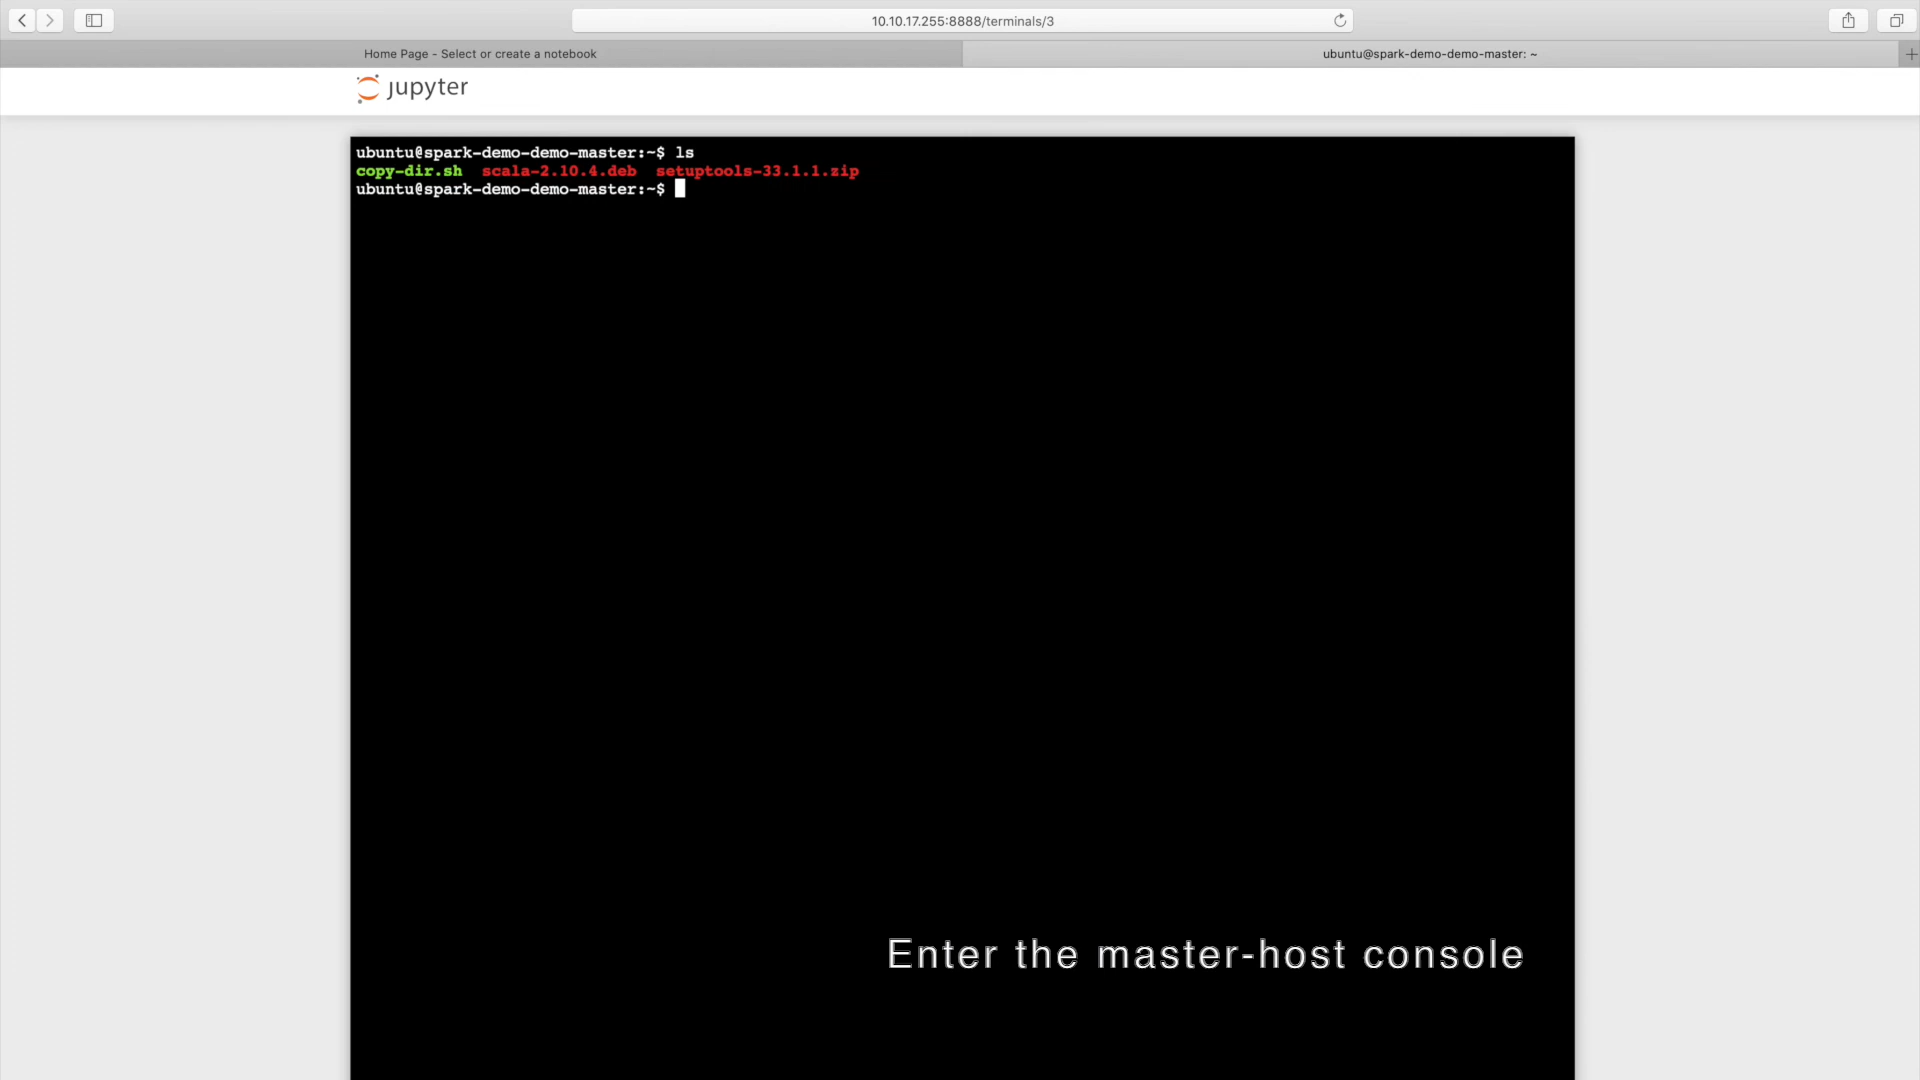 10.10.17.255:8888/terminals/3
Home Page - Select or create a notebook
ubuntu@spark-demo-demo-master: ~
jupyter
ubuntu@spark-demo-demo-master:~$ ls
copy-dir.sh  scala-2.10.4.deb  setuptools-33.1.1.zip
ubuntu@spark-demo-demo-master:~$
Enter the master-host console